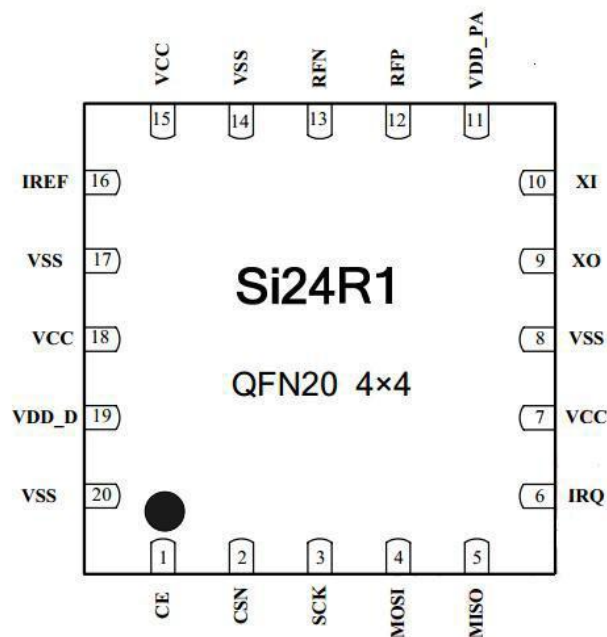 VCC VSS RFN RFP VDD_PA
15 14 13 12 11
IREF 16 10 XI
VSS 17 9 XO
Si24R1
VCC 18 8 VSS
QFN20 4×4
VDD_D 19 7 VCC
VSS 20 6 IRQ
1 2 3 4 5
CE CSN SCK MOSI MISO